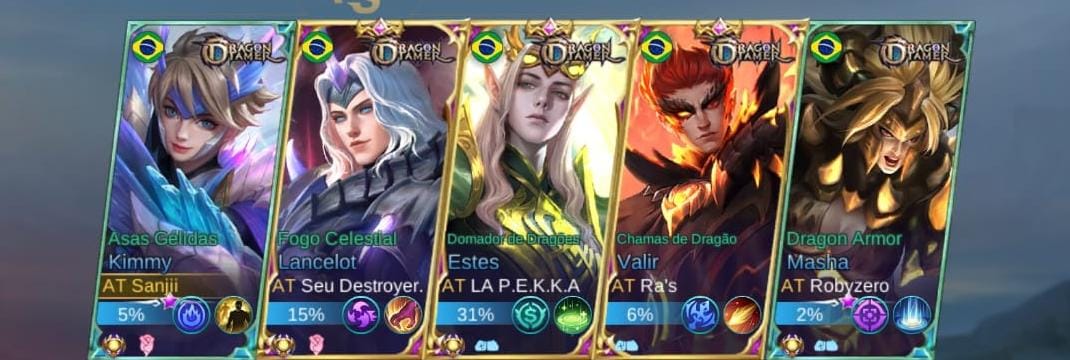 DRAGON TAMER
Asas Gélidas
Kimmy
AT Sanjii
5%
DRAGON TAMER
Fogo Celestial
Lancelot
AT Seu Destroyer.
15%
DRAGON TAMER
Domador de Dragões
Estes
AT LA P.E.K.K.A
31%
DRAGON TAMER
Chamas de Dragão
Valir
AT Ra's
6%
DRAGON TAMER
Dragon Armor
Masha
AT Robyzero
2%